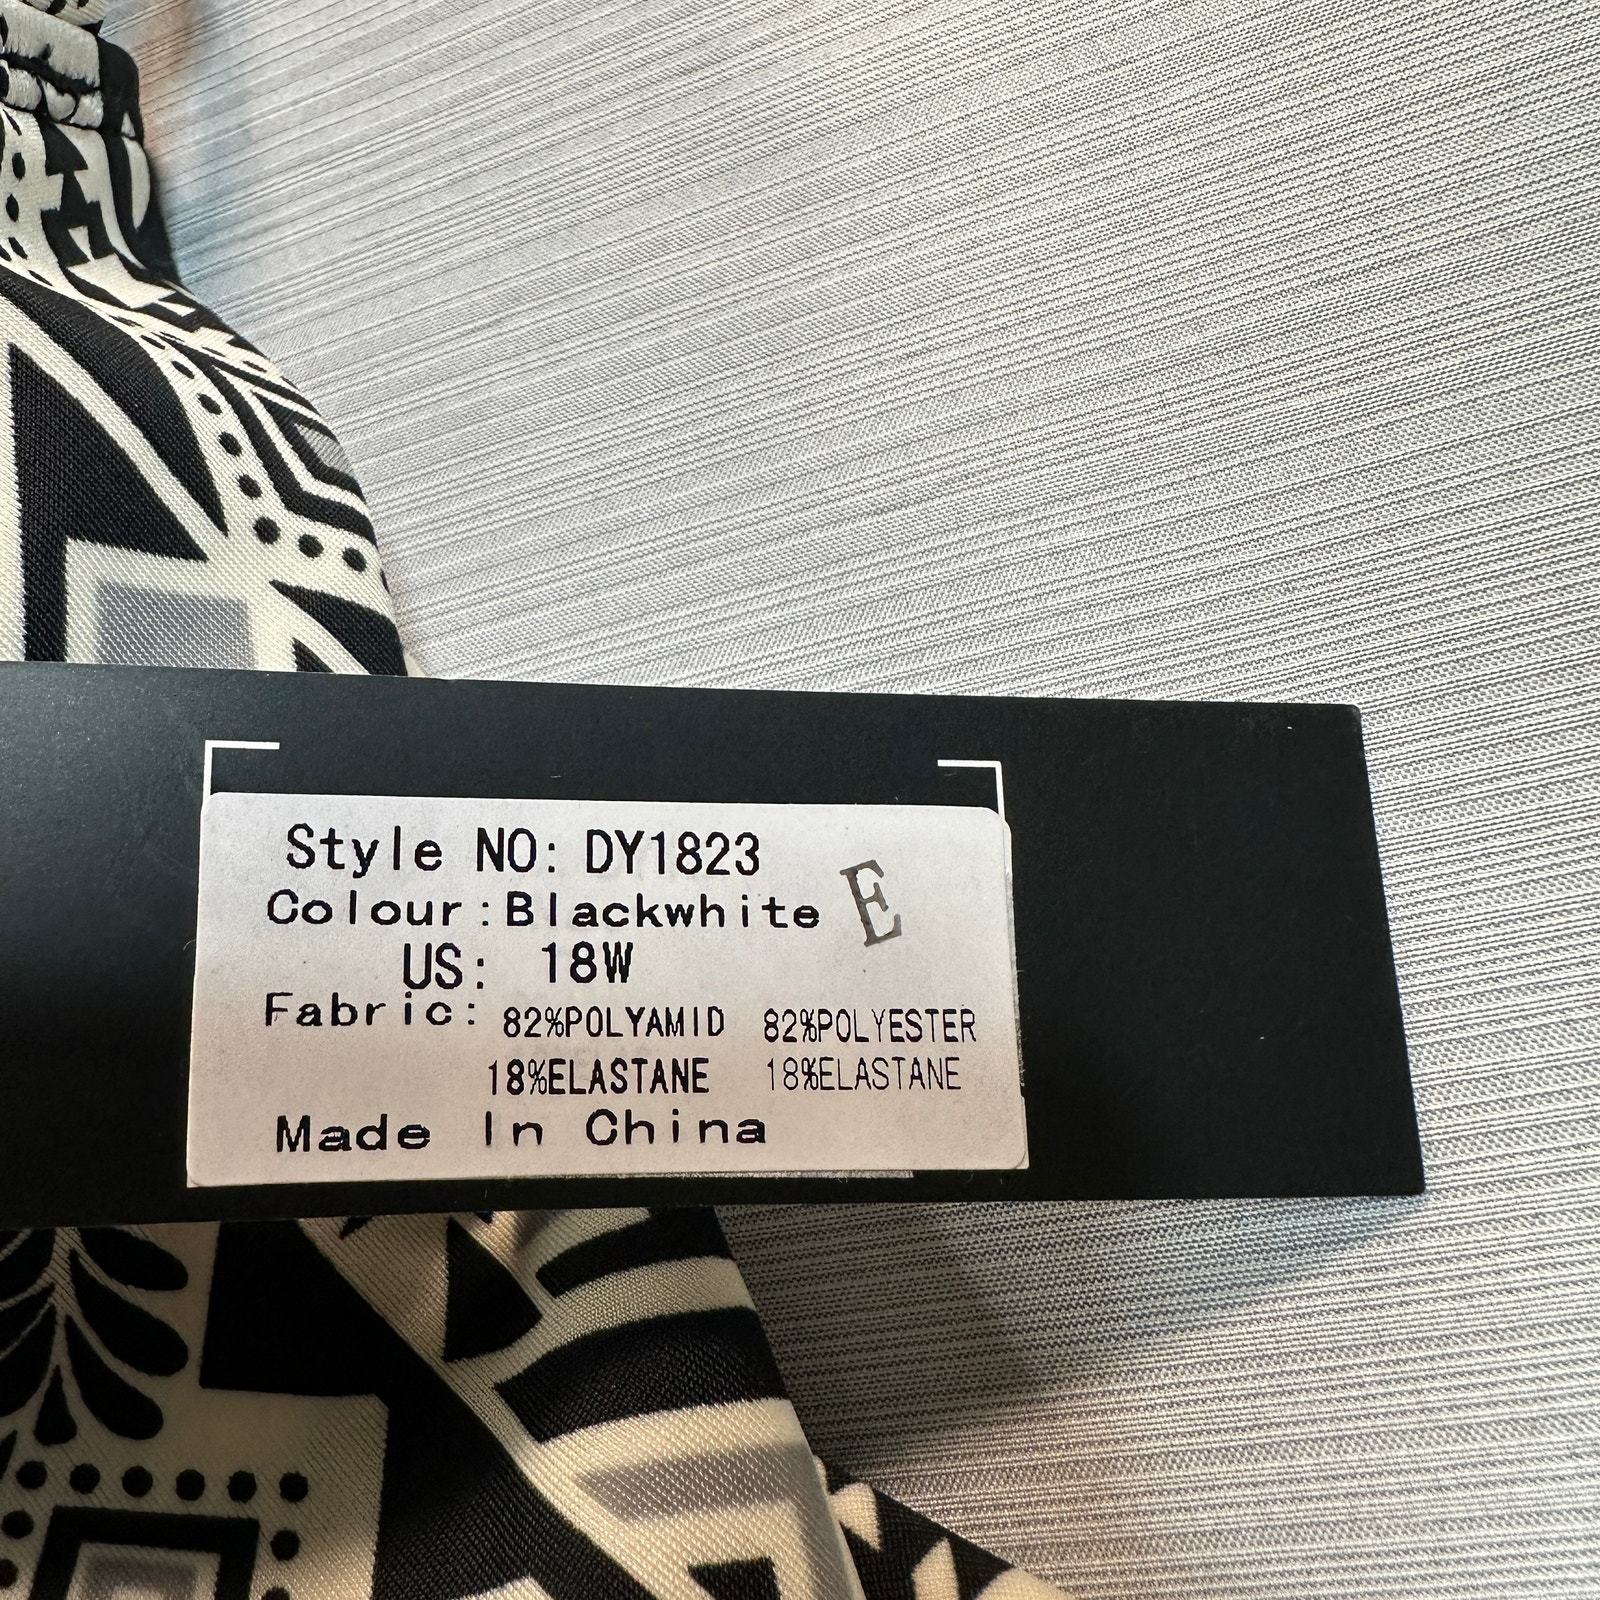 Style NO: DY1823
Colour:Blackwhite E
US: 18W
Fabric: 82%POLYAMID 82%POLYESTER
18%ELASTANE 18%ELASTANE
Made In China